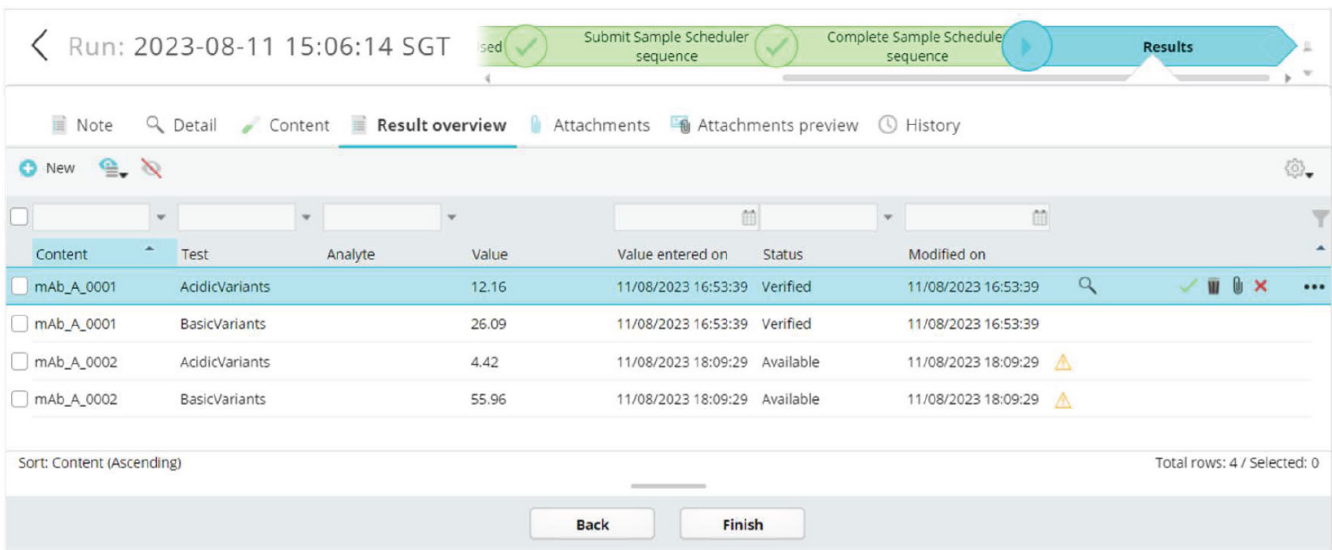 Run: 2023-08-11 15:06:14 SGT
Submit Sample Scheduler
sequence
Complete Sample Schedule
sequence
Results
Note Detail Content Result overview Attachments Attachments preview History
New
Content Test Analyte Value Value entered on Status Modified on
mAb_A_0001 AcidicVariants 12.16 11/08/2023 16:53:39 Verified 11/08/2023 16:53:39
mAb_A_0001 BasicVariants 26.09 11/08/2023 16:53:39 Verified 11/08/2023 16:53:39
mAb_A_0002 AcidicVariants 4.42 11/08/2023 18:09:29 Available 11/08/2023 18:09:29
mAb_A_0002 BasicVariants 55.96 11/08/2023 18:09:29 Available 11/08/2023 18:09:29
Sort: Content (Ascending) Total rows: 4 / Selected: 0
Back Finish